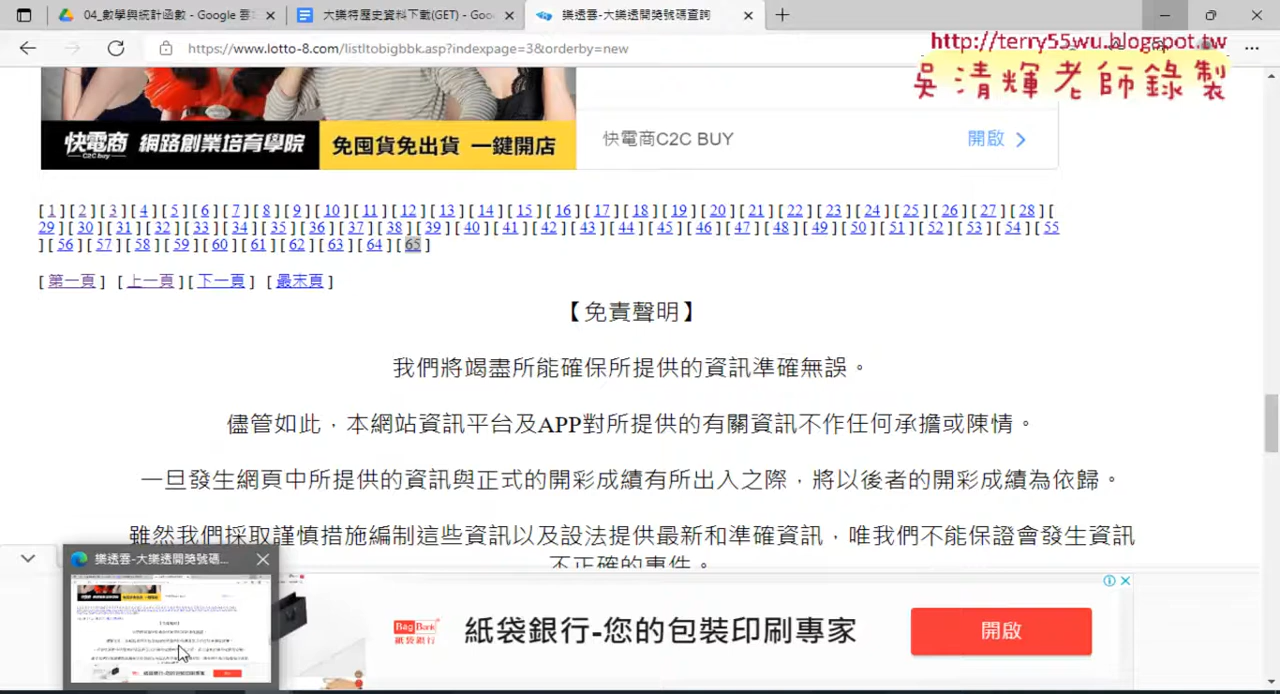 04_數學與統計函數 - Google 雲
大樂特歷史資料下載(GET) - Goo
樂透雲-大樂透開獎號碼查詢
https://www.lotto-8.com/listltobigbbk.asp?indexpage=3&orderby=new
http://terry55wu.blogspot.tw
吳清輝老師錄製
快電商 C2C buy 網路創業培育學院 免囤貨免出貨 一鍵開店
快電商C2C BUY
開啟
[ 1 ] [ 2 ] [ 3 ] [ 4 ] [ 5 ] [ 6 ] [ 7 ] [ 8 ] [ 9 ] [ 10 ] [ 11 ] [ 12 ] [ 13 ] [ 14 ] [ 15 ] [ 16 ] [ 17 ] [ 18 ] [ 19 ] [ 20 ] [ 21 ] [ 22 ] [ 23 ] [ 24 ] [ 25 ] [ 26 ] [ 27 ] [ 28 ] [
29 ] [ 30 ] [ 31 ] [ 32 ] [ 33 ] [ 34 ] [ 35 ] [ 36 ] [ 37 ] [ 38 ] [ 39 ] [ 40 ] [ 41 ] [ 42 ] [ 43 ] [ 44 ] [ 45 ] [ 46 ] [ 47 ] [ 48 ] [ 49 ] [ 50 ] [ 51 ] [ 52 ] [ 53 ] [ 54 ] [ 55
] [ 56 ] [ 57 ] [ 58 ] [ 59 ] [ 60 ] [ 61 ] [ 62 ] [ 63 ] [ 64 ] [ 65 ]
[ 第一頁 ] [ 上一頁 ] [ 下一頁 ] [ 最末頁 ]
【免責聲明】
我們將竭盡所能確保所提供的資訊準確無誤。
儘管如此，本網站資訊平台及APP對所提供的有關資訊不作任何承擔或陳情。
一旦發生網頁中所提供的資訊與正式的開彩成績有所出入之際，將以後者的開彩成績為依歸。
雖然我們採取謹慎措施編制這些資訊以及設法提供最新和準確資訊，唯我們不能保證會發生資訊
不正確的事件。
樂透雲-大樂透開獎號碼...
BagBank 紙袋銀行
紙袋銀行-您的包裝印刷專家
開啟